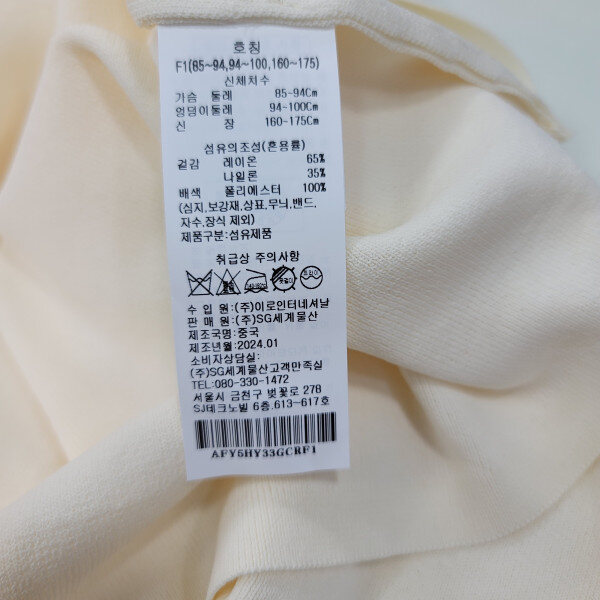 호칭
F1(85~94,94~100,160~175)
신체치수
가슴 둘레 85-94Cm
엉덩이둘레 94-100Cm
신 장 160-175Cm
섬유의조성(혼용률)
겉감 레이온 65%
나일론 35%
배색 폴리에스터 100%
(심지,보강재,상표,무늬,밴드,
자수,장식 제외)
제품구분:섬유제품
취급상 주의사항
드라이
수 입 원:(주)이로인터네셔날
판 매 원:(주)SG세계물산
제조국명:중국
제조년월:2024.01
소비자상담실:
(주)SG세계물산고객만족실
TEL:080-330-1472
서울시 금천구 벚꽃로 278
SJ테크노빌 6층.613-617호
AFY5HY33GCRF1